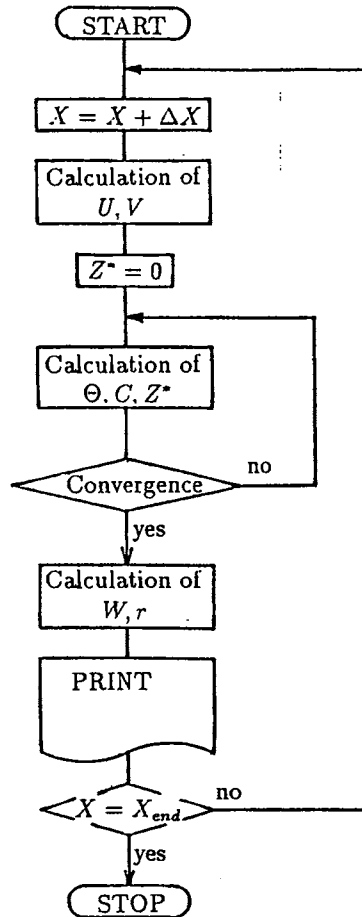 START
X = X + ΔX
Calculation of
U, V
Z* = 0
Calculation of
Θ, C, Z*
Convergence
no
yes
Calculation of
W, r
PRINT
X = X_end
no
yes
STOP